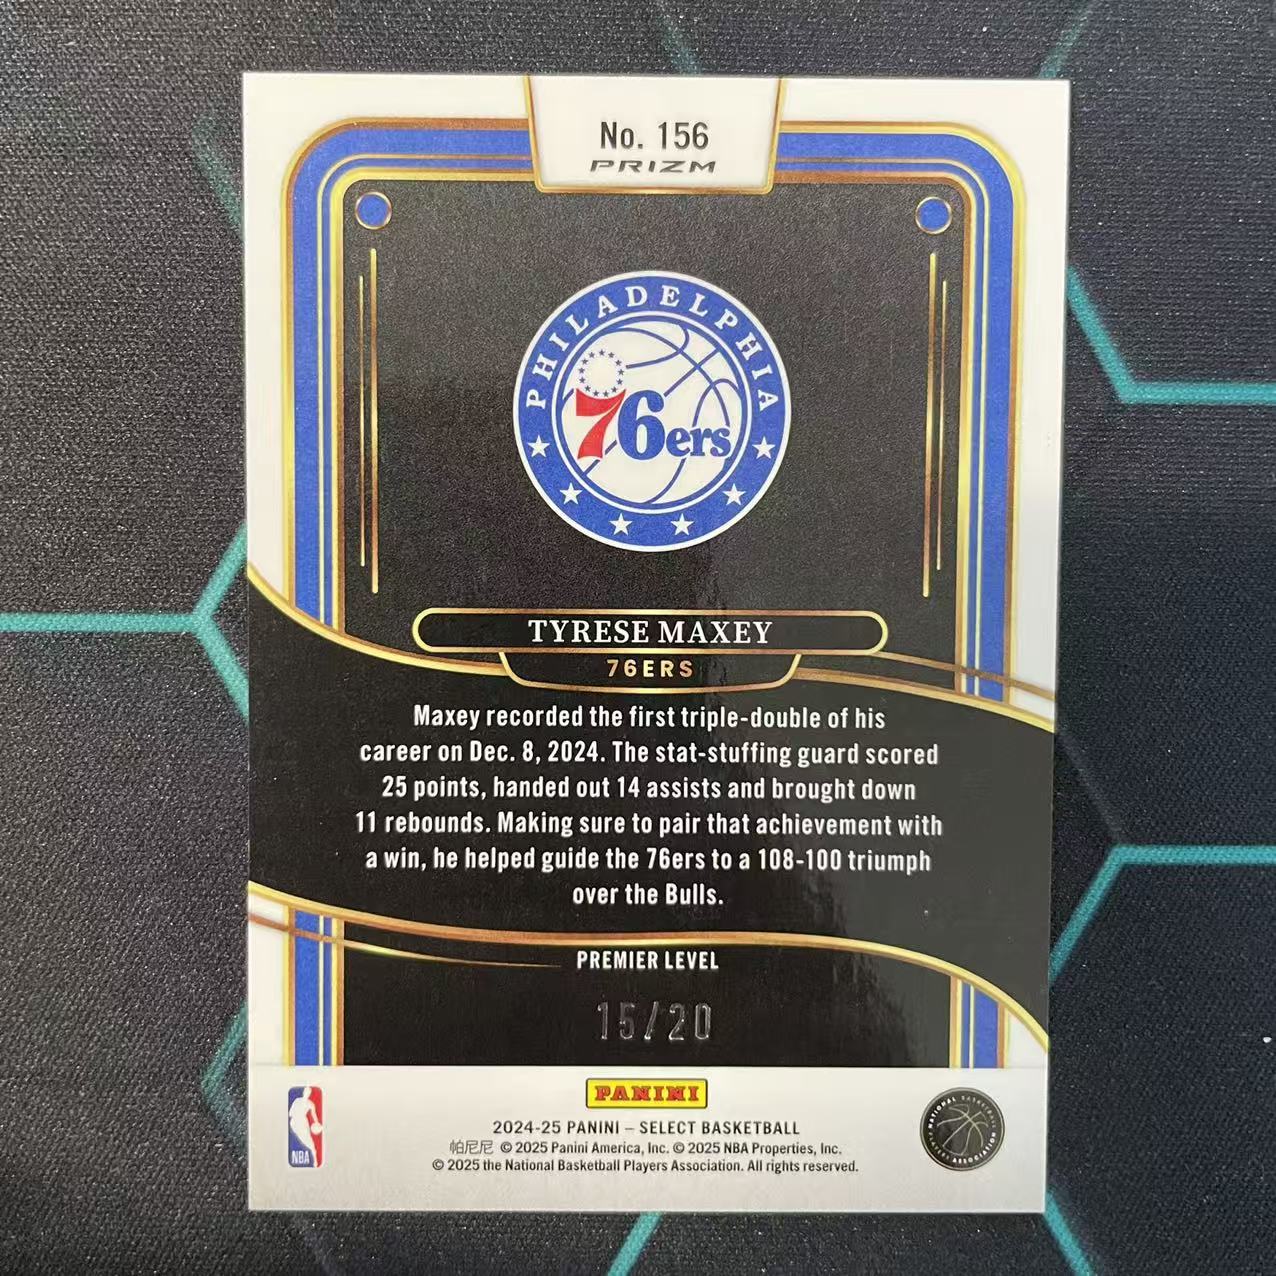 No. 156
PRIZM
PHILADELPHIA
76ers
TYRESE MAXEY
76ERS
Maxey recorded the first triple-double of his
career on Dec. 8, 2024. The stat-stuffing guard scored
25 points, handed out 14 assists and brought down
11 rebounds. Making sure to pair that achievement with
a win, he helped guide the 76ers to a 108-100 triumph
over the Bulls.
PREMIER LEVEL
15/20
PANINI
2024-25 PANINI – SELECT BASKETBALL
帕尼尼 © 2025 Panini America, Inc. © 2025 NBA Properties, Inc.
© 2025 the National Basketball Players Association. All rights reserved.
NBA
NATIONAL BASKETBALL
PLAYERS ASSOCIATION